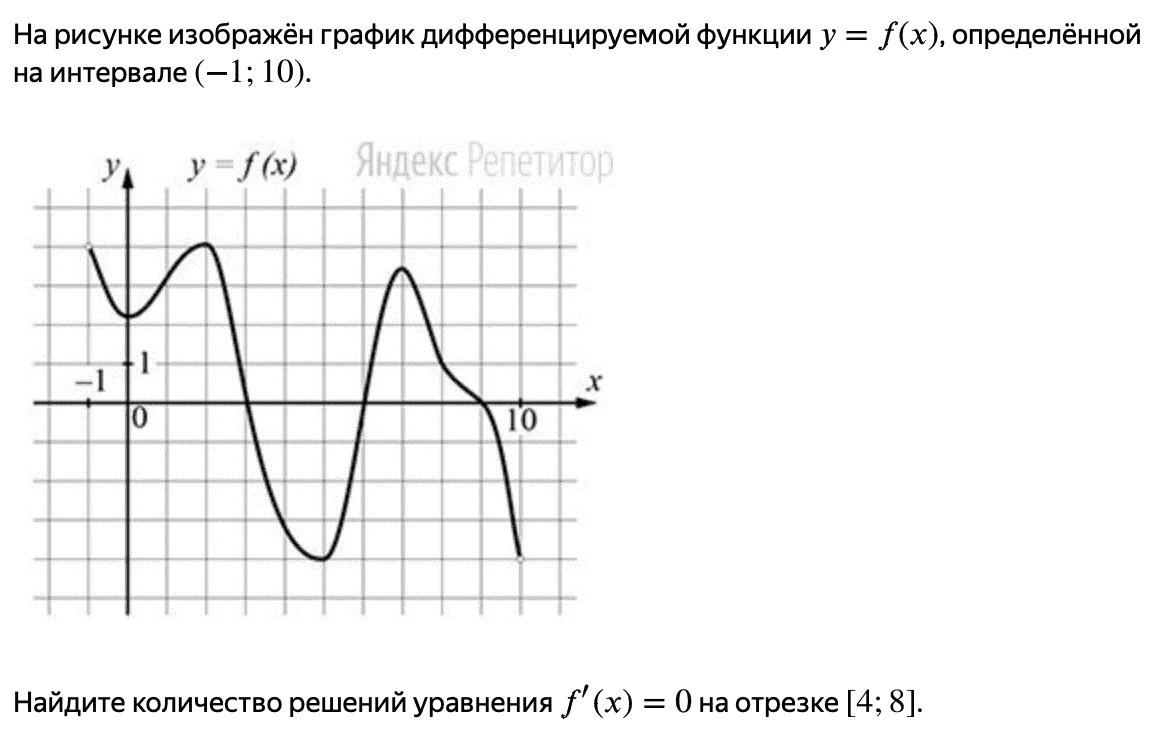 На рисунке изображён график дифференцируемой функции y = f(x), определённой
на интервале (−1; 10).
y y = f (x) Яндекс Репетитор
1
−1 x
0 10
Найдите количество решений уравнения f′(x) = 0 на отрезке [4; 8].